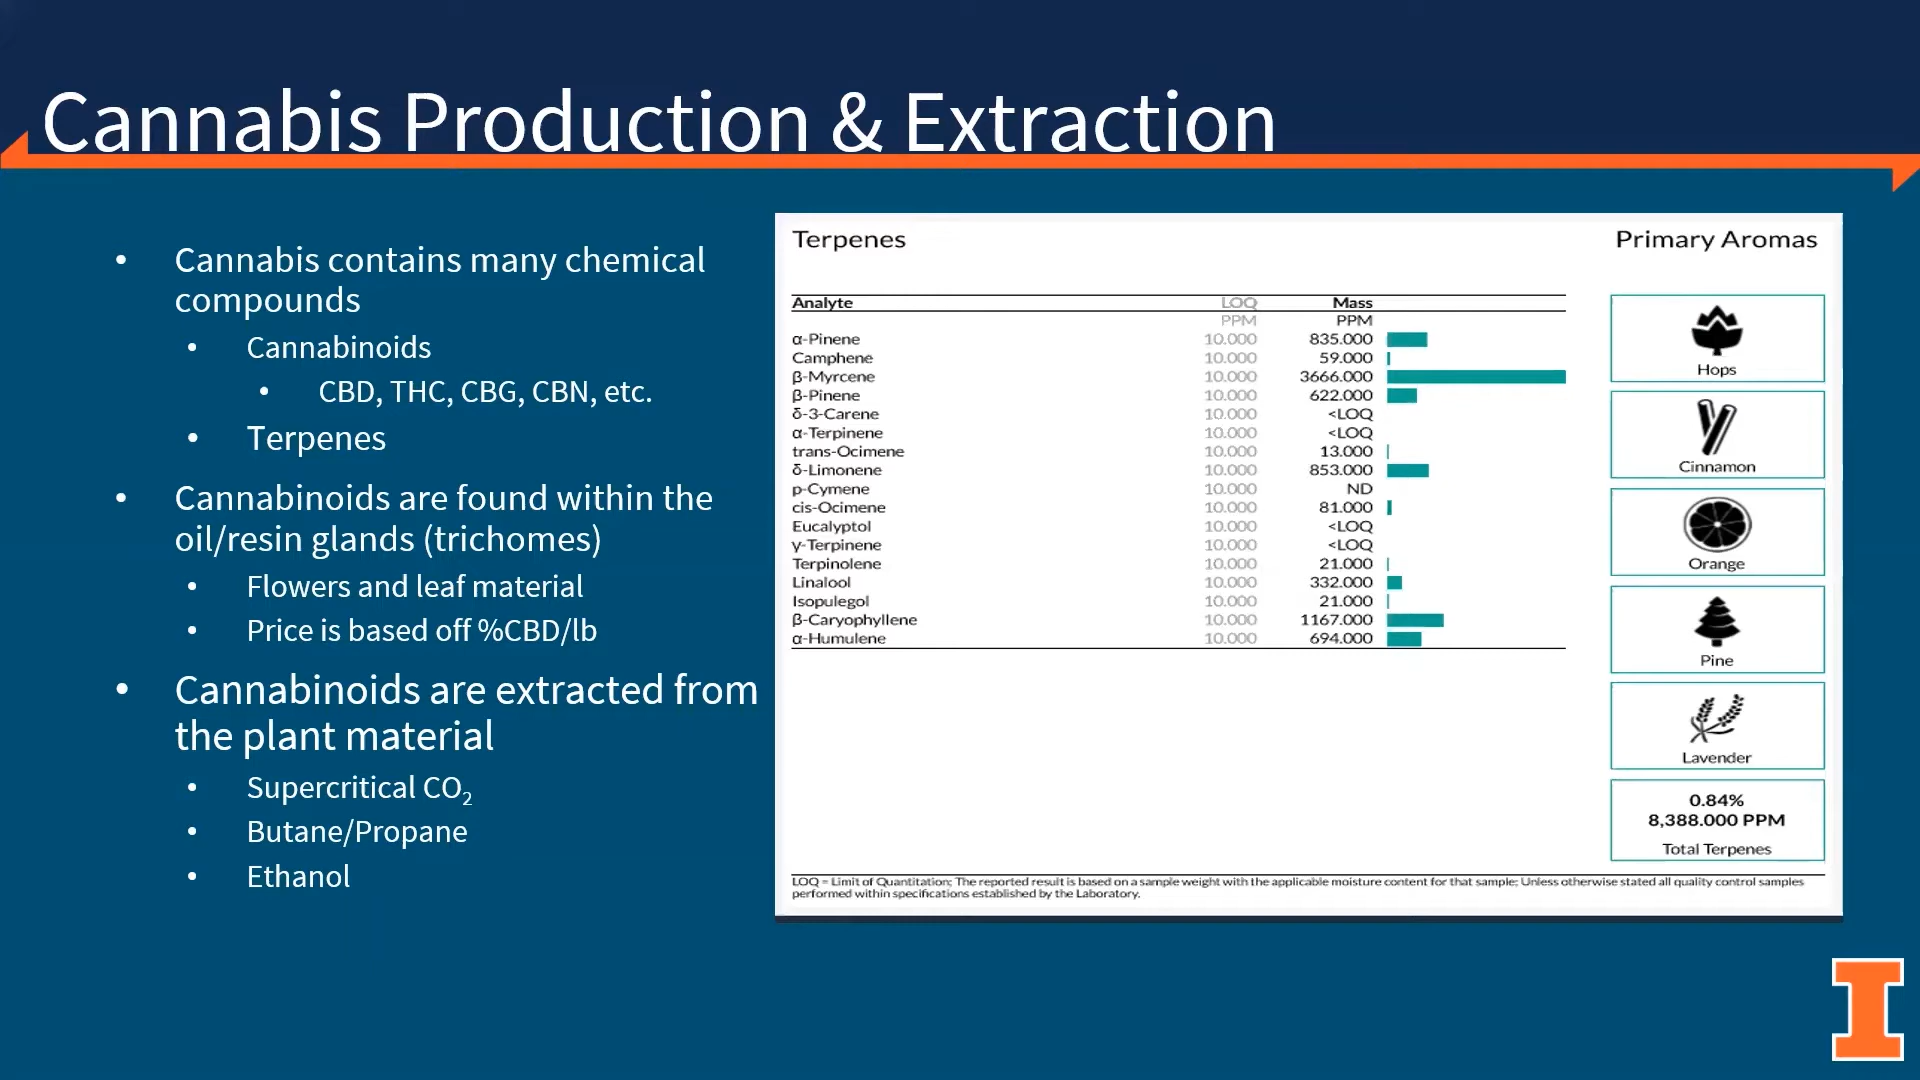 Cannabis Production & Extraction
• Cannabis contains many chemical
compounds
• Cannabinoids
• CBD, THC, CBG, CBN, etc.
• Terpenes
• Cannabinoids are found within the
oil/resin glands (trichomes)
• Flowers and leaf material
• Price is based off %CBD/lb
• Cannabinoids are extracted from
the plant material
• Supercritical CO₂
• Butane/Propane
• Ethanol
Terpenes
Analyte LOQ Mass
PPM PPM
α-Pinene 10.000 835.000
Camphene 10.000 59.000
β-Myrcene 10.000 3666.000
β-Pinene 10.000 622.000
δ-3-Carene 10.000 <LOQ
α-Terpinene 10.000 <LOQ
trans-Ocimene 10.000 13.000
δ-Limonene 10.000 853.000
p-Cymene 10.000 ND
cis-Ocimene 10.000 81.000
Eucalyptol 10.000 <LOQ
γ-Terpinene 10.000 <LOQ
Terpinolene 10.000 21.000
Linalool 10.000 332.000
Isopulegol 10.000 21.000
β-Caryophyllene 10.000 1167.000
α-Humulene 10.000 694.000
Primary Aromas
Hops
Cinnamon
Orange
Pine
Lavender
0.84%
8,388.000 PPM
Total Terpenes
LOQ = Limit of Quantitation; The reported result is based on a sample weight with the applicable moisture content for that sample; Unless otherwise stated all quality control samples
performed within specifications established by the Laboratory.
I